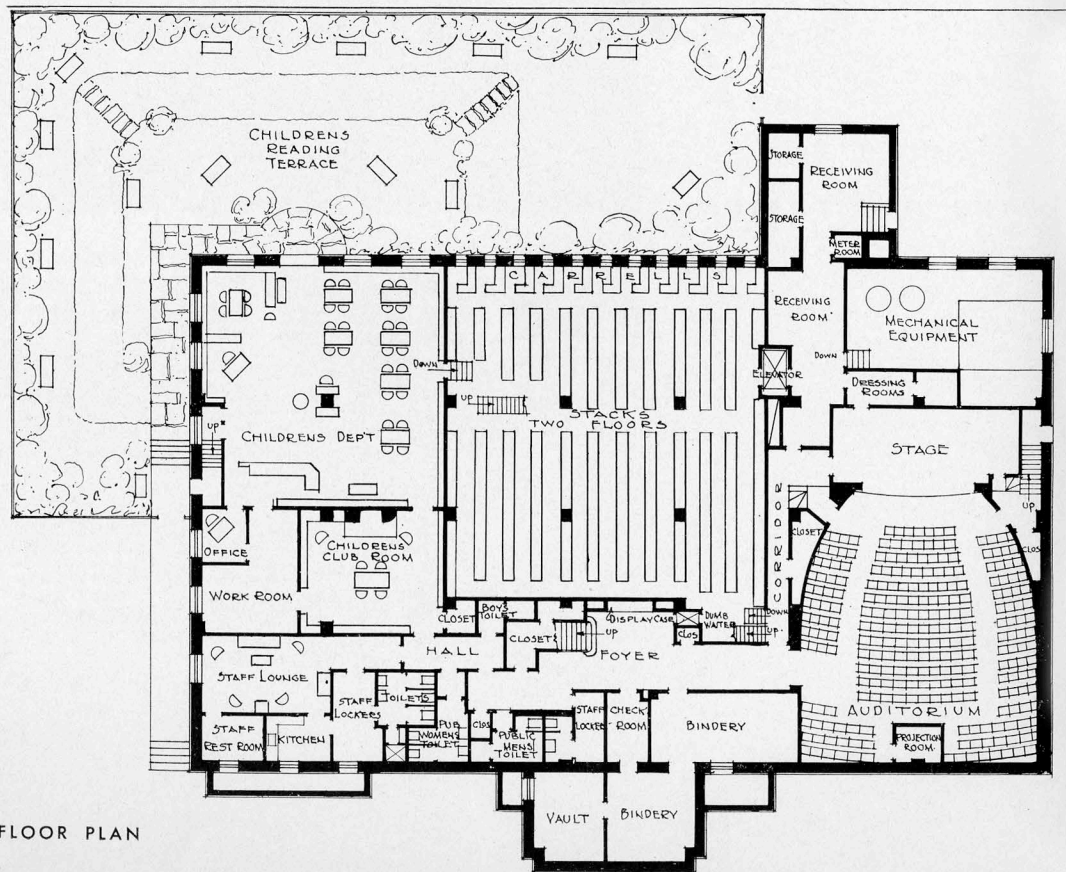 CHILDRENS
READING
TERRACE
STORAGE
RECEIVING
ROOM
STORAGE
METER
ROOM
CARRELLS
RECEIVING
ROOM
MECHANICAL
EQUIPMENT
DOWN
DOWN
ELEVATOR
DRESSING
ROOMS
UP
STACKS
TWO FLOORS
UP
CHILDRENS DEP'T
STAGE
CORRIDOR
UP
CLOSET
CLOS
OFFICE
CHILDRENS
CLUB ROOM
WORK ROOM
CLOSET
BOYS
TOILET
CLOSET
UP
DISPLAY CASE
DUMB
WAITER
DOWN
UP
CLOS
HALL
FOYER
STAFF LOUNGE
STAFF
LOCKERS
TOILETS
STAFF
REST ROOM
KITCHEN
PUB
WOMENS
TOILET
CLOS
PUBLIC
MENS
TOILET
STAFF
LOCKER
CHECK
ROOM
BINDERY
AUDITORIUM
PROJECTION
ROOM
VAULT
BINDERY
FLOOR PLAN